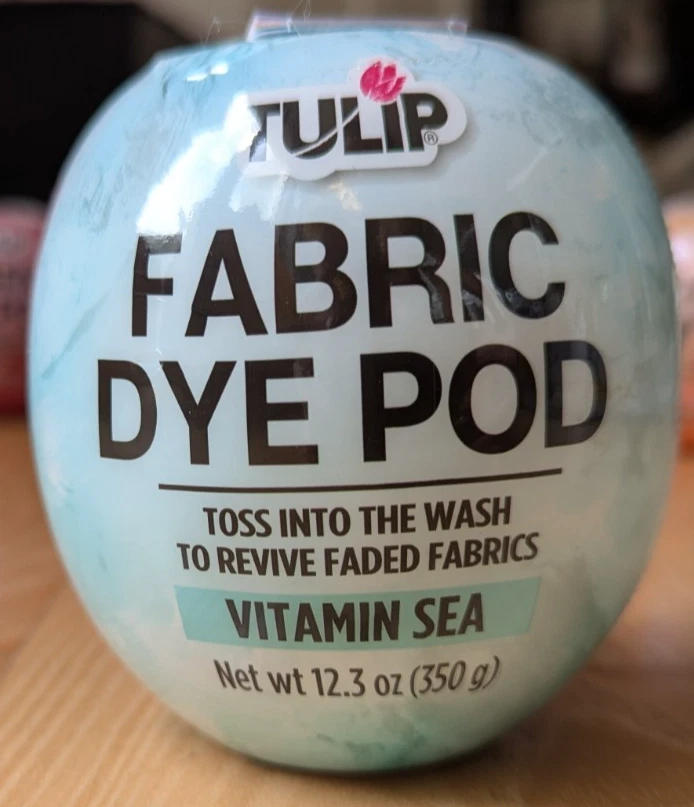 TULIP®
FABRIC
DYE POD
TOSS INTO THE WASH
TO REVIVE FADED FABRICS
VITAMIN SEA
Net wt 12.3 oz (350 g)